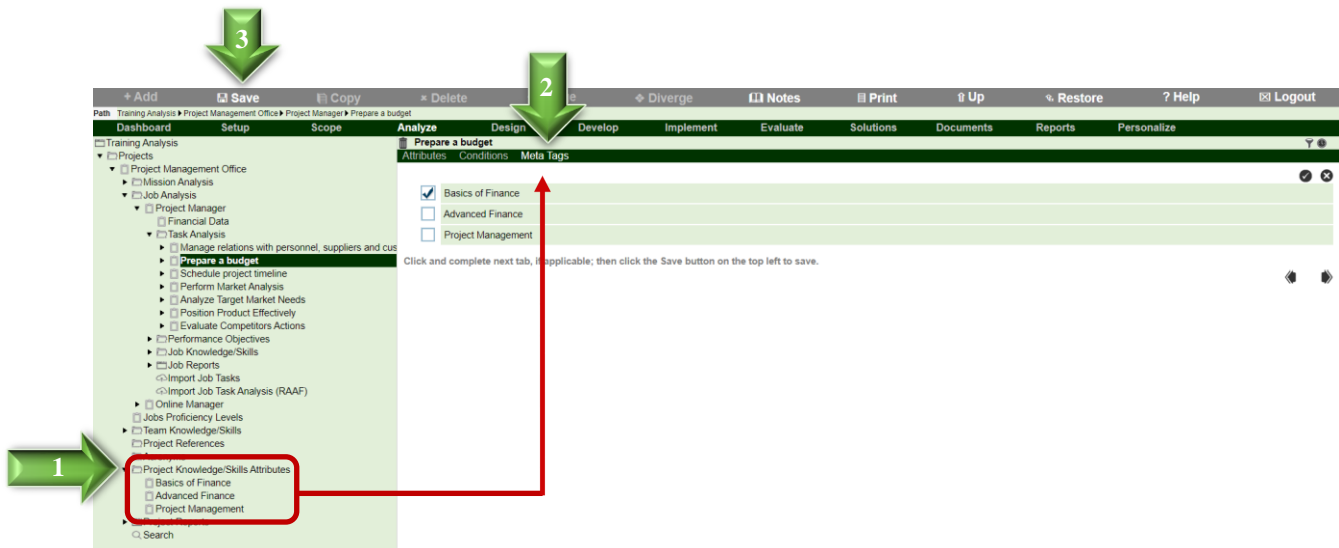 3
2
+ Add Save Copy × Delete Diverge Notes Print Up Restore ? Help Logout
Path Training Analysis Project Management Office Project Manager Prepare a budget
Dashboard Setup Scope Analyze Design Develop Implement Evaluate Solutions Documents Reports Personalize
Training Analysis
Projects
Project Management Office
Mission Analysis
Job Analysis
Project Manager
Financial Data
Task Analysis
Manage relations with personnel, suppliers and cus
Prepare a budget
Schedule project timeline
Perform Market Analysis
Analyze Target Market Needs
Position Product Effectively
Evaluate Competitors Actions
Performance Objectives
Job Knowledge/Skills
Job Reports
Import Job Tasks
Import Job Task Analysis (RAAF)
Online Manager
Jobs Proficiency Levels
Team Knowledge/Skills
Project References
1
Project Knowledge/Skills Attributes
Basics of Finance
Advanced Finance
Project Management
Project Reports
Search
Prepare a budget
Attributes Conditions Meta Tags
Basics of Finance
Advanced Finance
Project Management
Click and complete next tab, if applicable; then click the Save button on the top left to save.